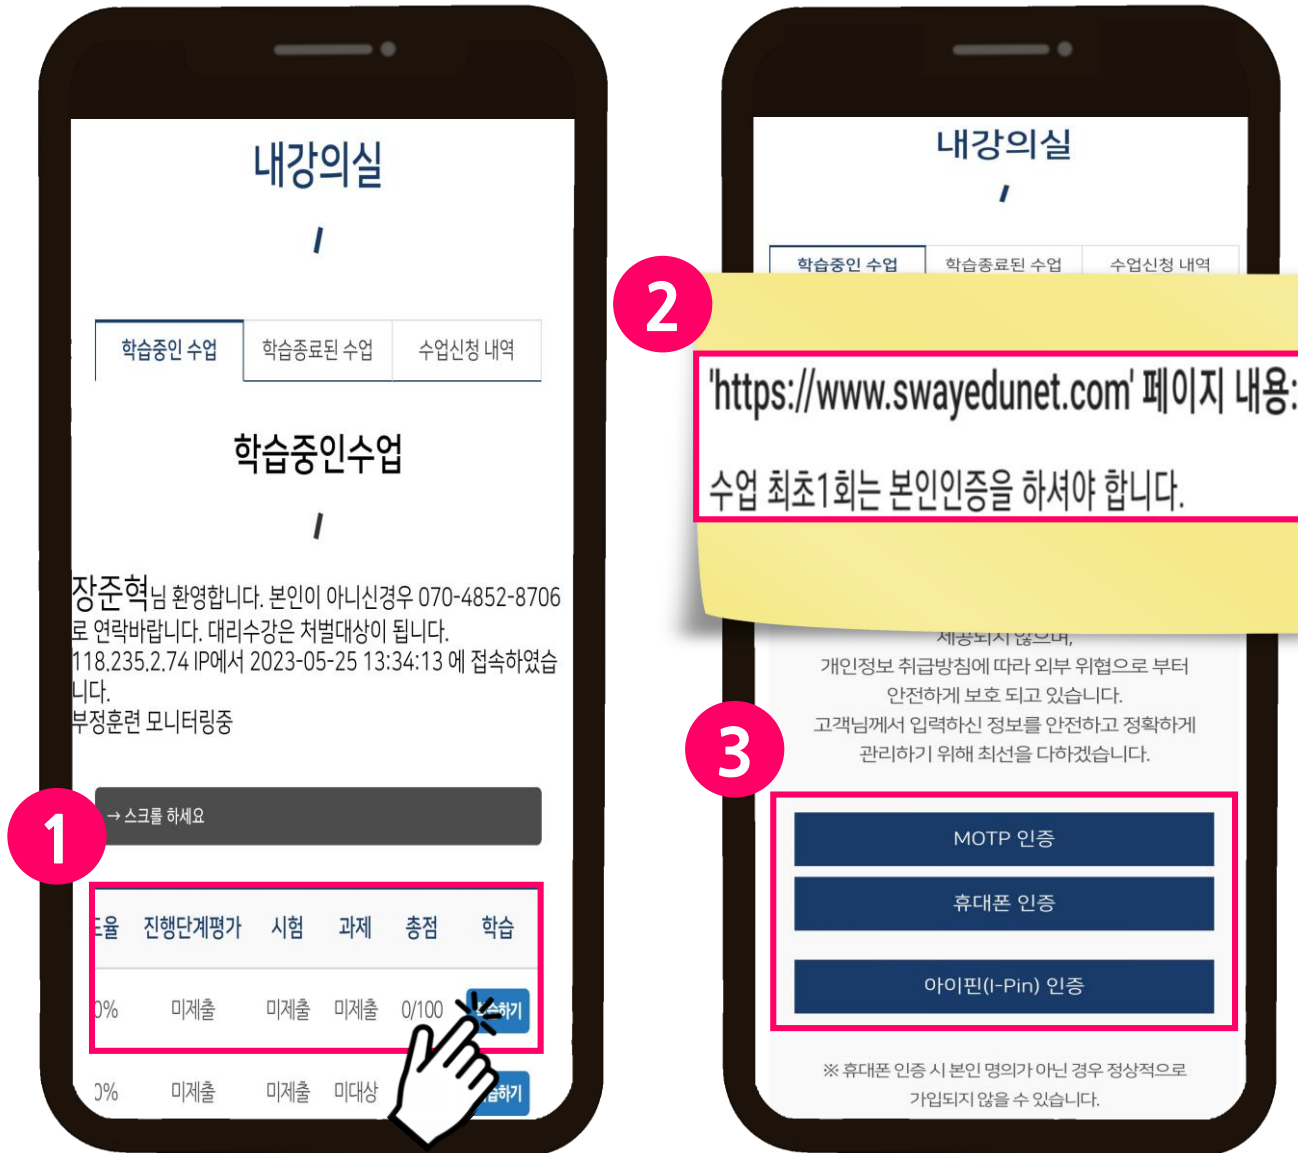 내강의실
학습중인 수업
학습종료된 수업
수업신청 내역
학습중인수업
장준혁님 환영합니다. 본인이 아니신경우 070-4852-8706
로 연락바랍니다. 대리수강은 처벌대상이 됩니다.
118.235.2.74 IP에서 2023-05-25 13:34:13 에 접속하였습
니다.
부정훈련 모니터링중
1
→ 스크롤 하세요
진행단계평가 시험 과제 총점 학습
0% 미제출 미제출 미제출 0/100
0% 미제출 미제출 미대상
내강의실
학습중인 수업
학습종료된 수업
수업신청 내역
2
'https://www.swayedunet.com' 페이지 내용:
수업 최초1회는 본인인증을 하셔야 합니다.
제공되지 않으며,
개인정보 취급방침에 따라 외부 위협으로 부터
안전하게 보호 되고 있습니다.
고객님께서 입력하신 정보를 안전하고 정확하게
관리하기 위해 최선을 다하겠습니다.
3
MOTP 인증
휴대폰 인증
아이핀(I-Pin) 인증
※ 휴대폰 인증 시 본인 명의가 아닌 경우 정상적으로
가입되지 않을 수 있습니다.